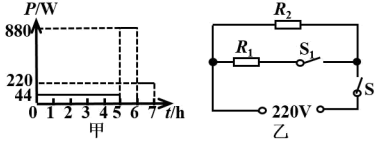 P/W
880
220
44
0 1 2 3 4 5 6 7 t/h
甲
R₂
R₁ S₁
S
220V
乙